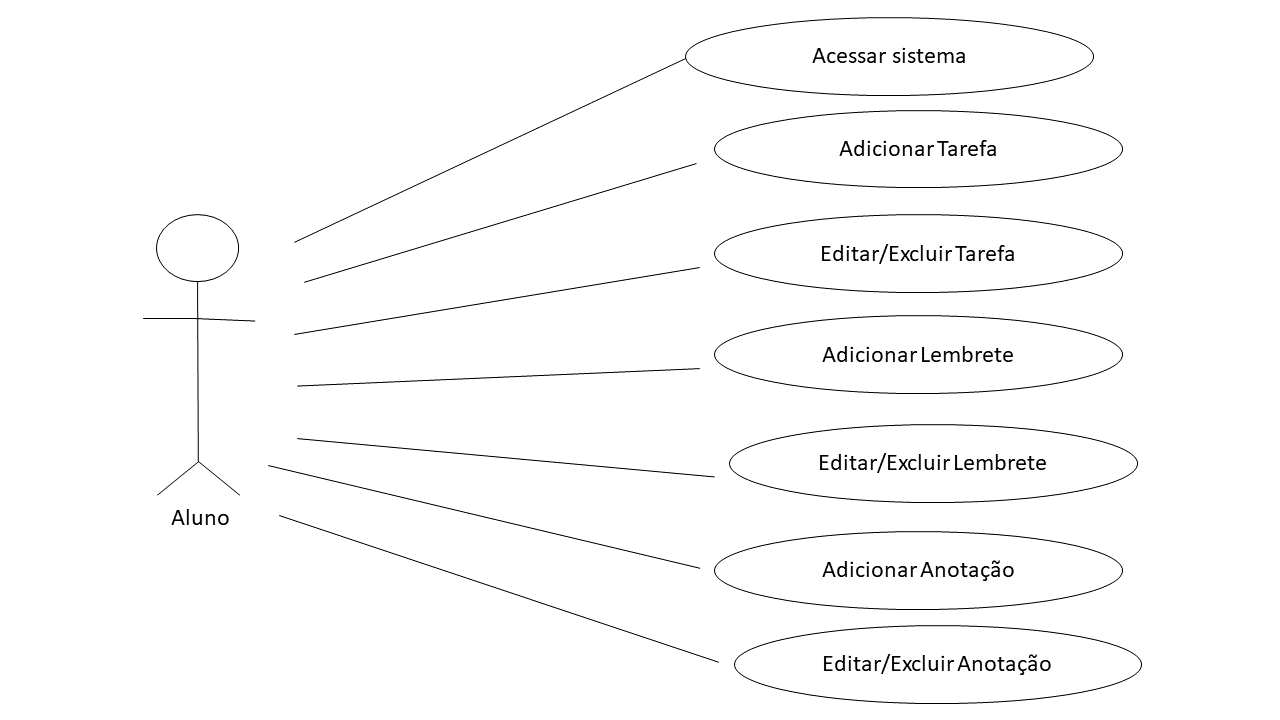 Acessar sistema
Adicionar Tarefa
Editar/Excluir Tarefa
Adicionar Lembrete
Editar/Excluir Lembrete
Aluno
Adicionar Anotação
Editar/Excluir Anotação